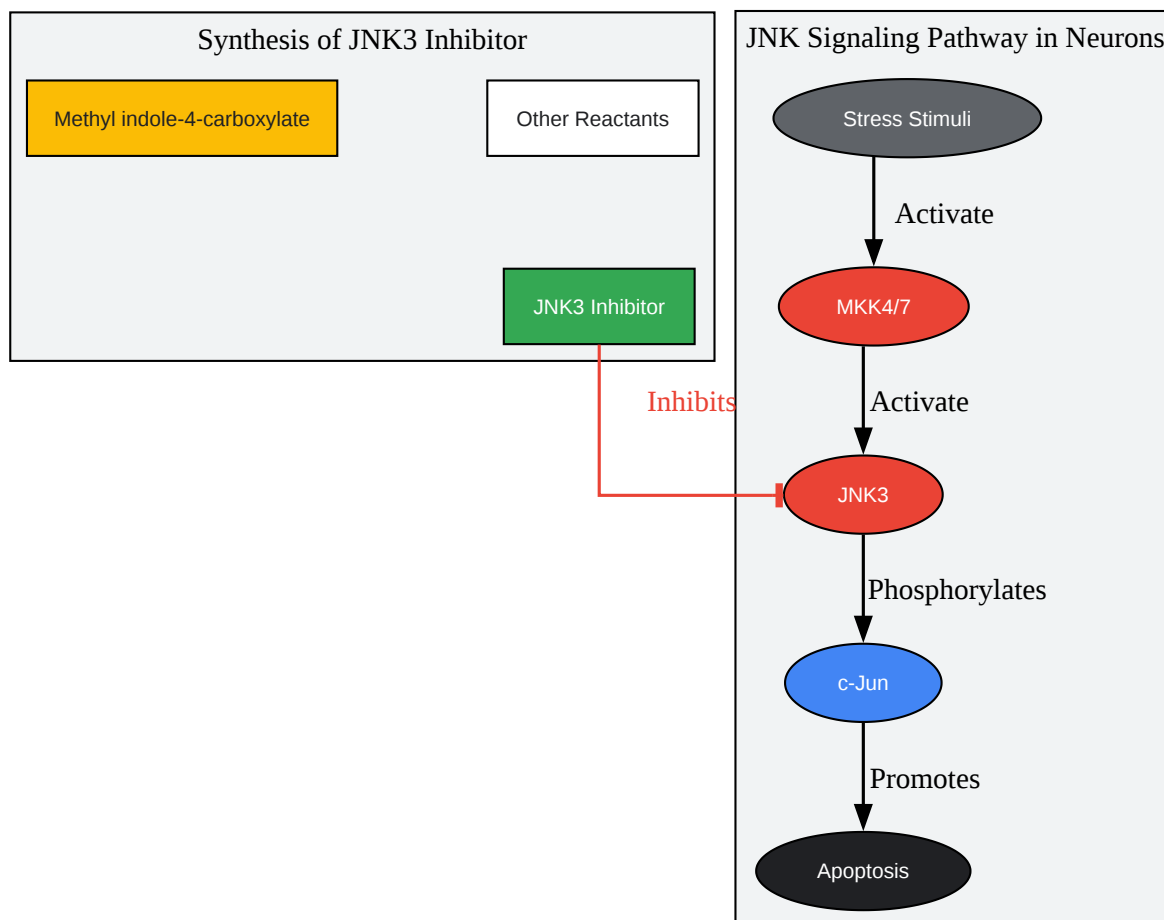 Synthesis of JNK3 Inhibitor
Methyl indole-4-carboxylate
Other Reactants
JNK3 Inhibitor
Inhibits
JNK Signaling Pathway in Neurons
Stress Stimuli
Activate
MKK4/7
Activate
JNK3
Phosphorylates
c-Jun
Promotes
Apoptosis